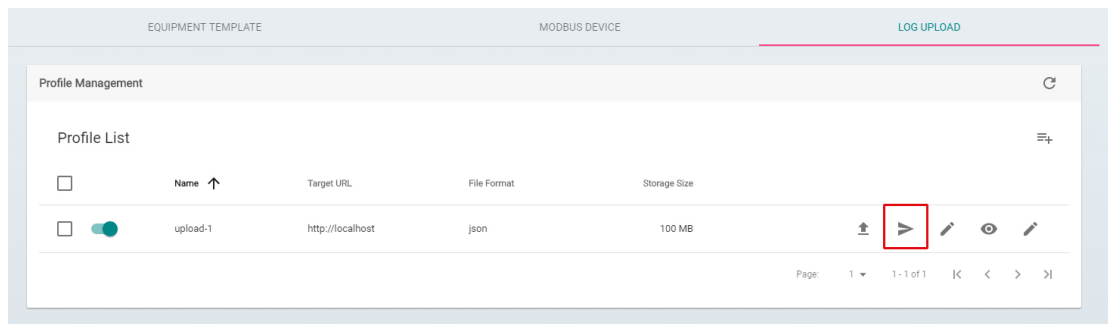 EQUIPMENT TEMPLATE MODBUS DEVICE LOG UPLOAD
Profile Management
Profile List
Name Target URL File Format Storage Size
upload-1 http://localhost json 100 MB
Page: 1 1 - 1 of 1